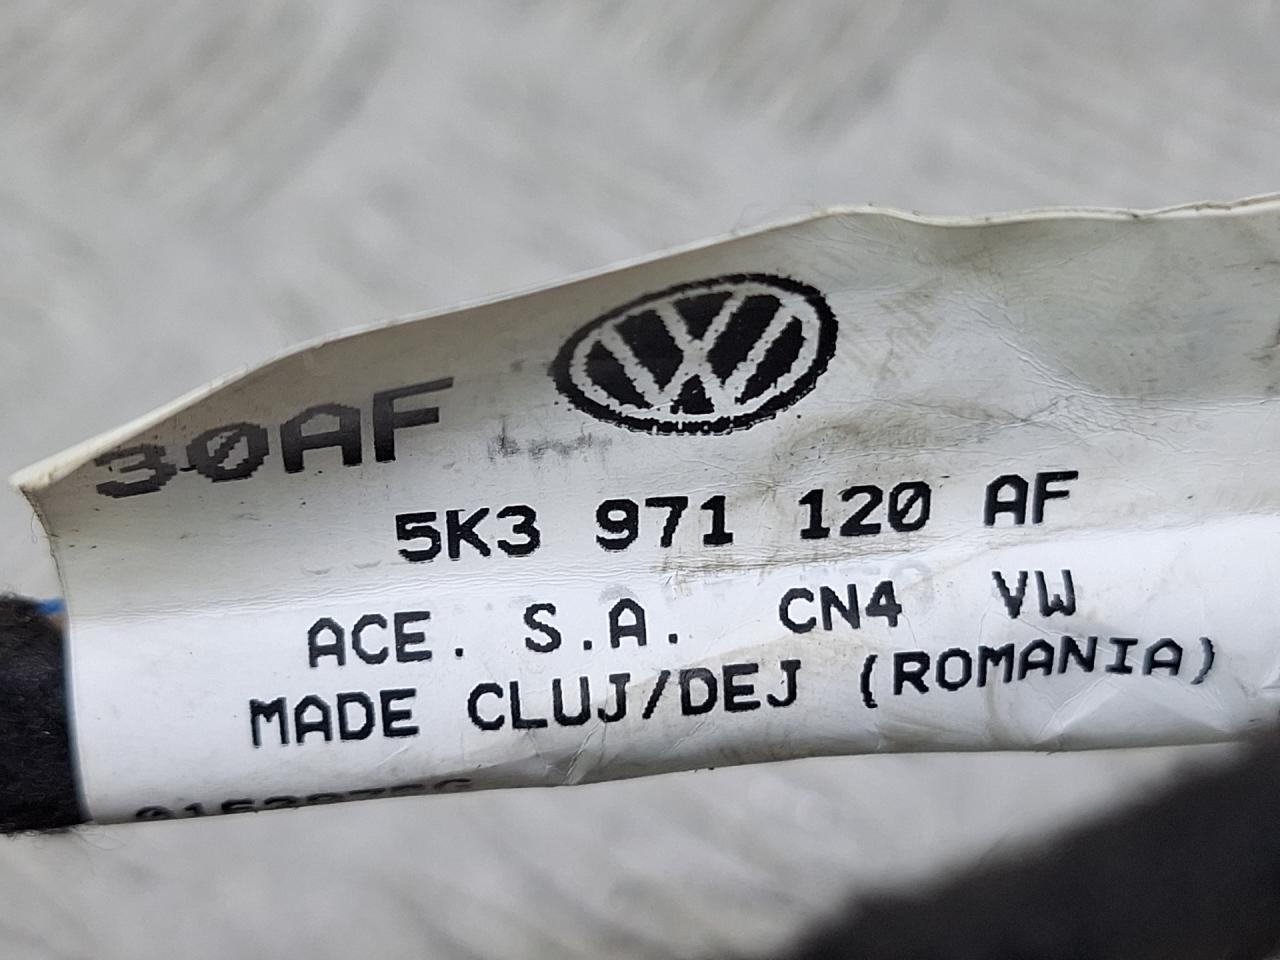 30AF
5K3 971 120 AF
ACE. S.A. CN4 VW
MADE CLUJ/DEJ (ROMANIA)